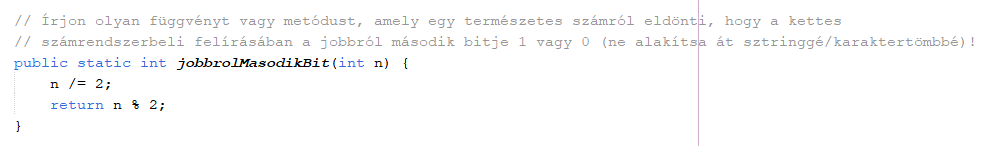 // Írjon olyan függvényt vagy metódust, amely egy természetes számról eldönti, hogy a kettes
// számrendszerbeli felírásában a jobbról második bitje 1 vagy 0 (ne alakítsa át sztringgé/karaktertömbbé)!
public static int jobbrolMasodikBit(int n) {
    n /= 2;
    return n % 2;
}